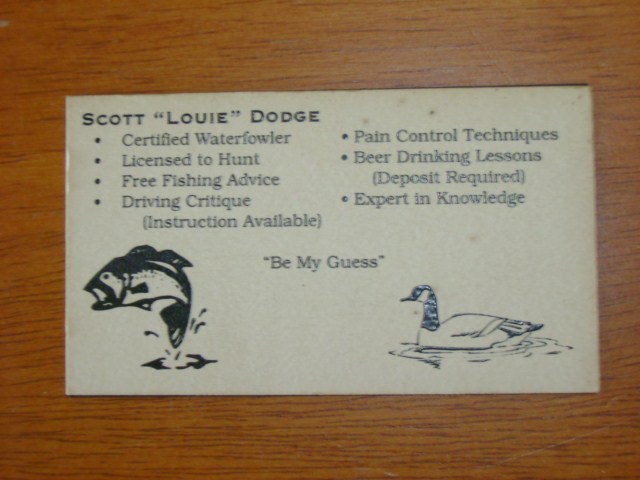 SCOTT "LOUIE" DODGE
• Certified Waterfowler
• Licensed to Hunt
• Free Fishing Advice
• Driving Critique
(Instruction Available)
• Pain Control Techniques
• Beer Drinking Lessons
(Deposit Required)
• Expert in Knowledge
"Be My Guess"